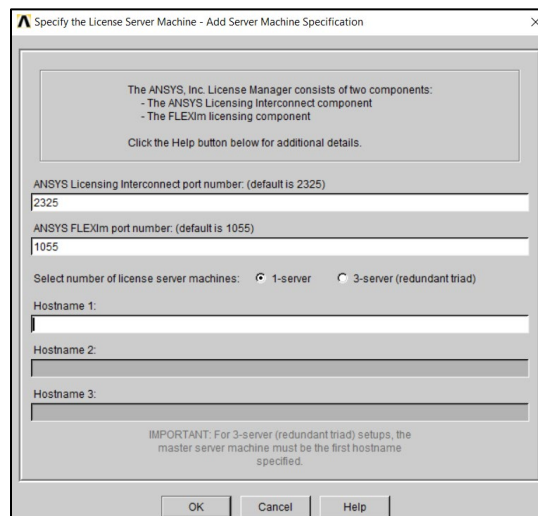 Specify the License Server Machine - Add Server Machine Specification
The ANSYS, Inc. License Manager consists of two components:
- The ANSYS Licensing Interconnect component
- The FLEXlm licensing component
Click the Help button below for additional details.
ANSYS Licensing Interconnect port number: (default is 2325)
2325
ANSYS FLEXlm port number: (default is 1055)
1055
Select number of license server machines: 1-server 3-server (redundant triad)
Hostname 1:
Hostname 2:
Hostname 3:
IMPORTANT: For 3-server (redundant triad) setups, the
master server machine must be the first hostname
specified.
OK Cancel Help